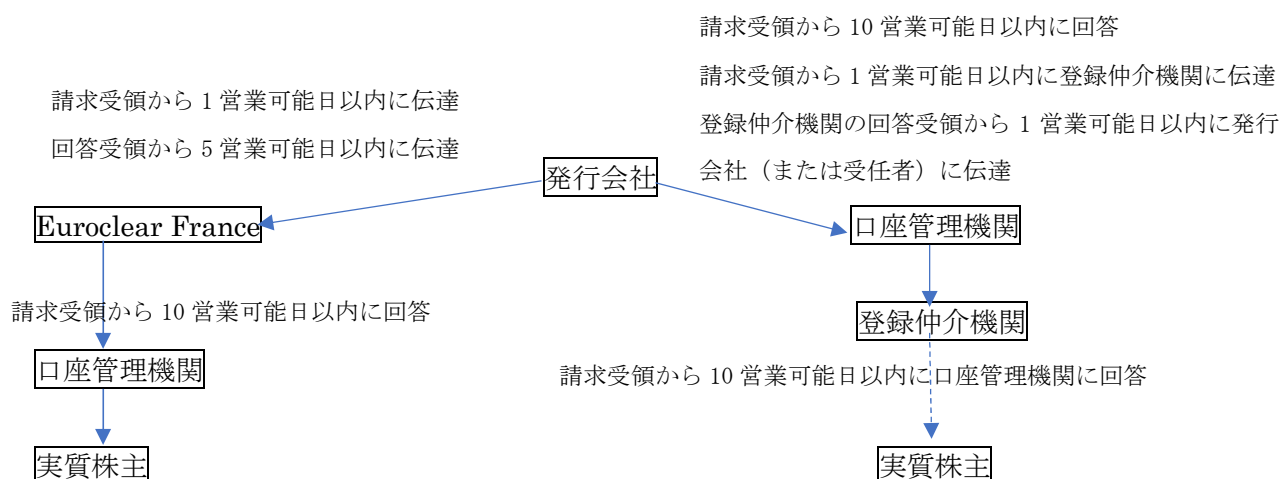 請求受領から 10 営業可能日以内に回答
請求受領から 1 営業可能日以内に登録仲介機関に伝達
登録仲介機関の回答受領から 1 営業可能日以内に発行
会社（または受任者）に伝達
請求受領から 1 営業可能日以内に伝達
回答受領から 5 営業可能日以内に伝達
発行会社
Euroclear France
口座管理機関
請求受領から 10 営業可能日以内に回答
登録仲介機関
口座管理機関
請求受領から 10 営業可能日以内に口座管理機関に回答
実質株主
実質株主